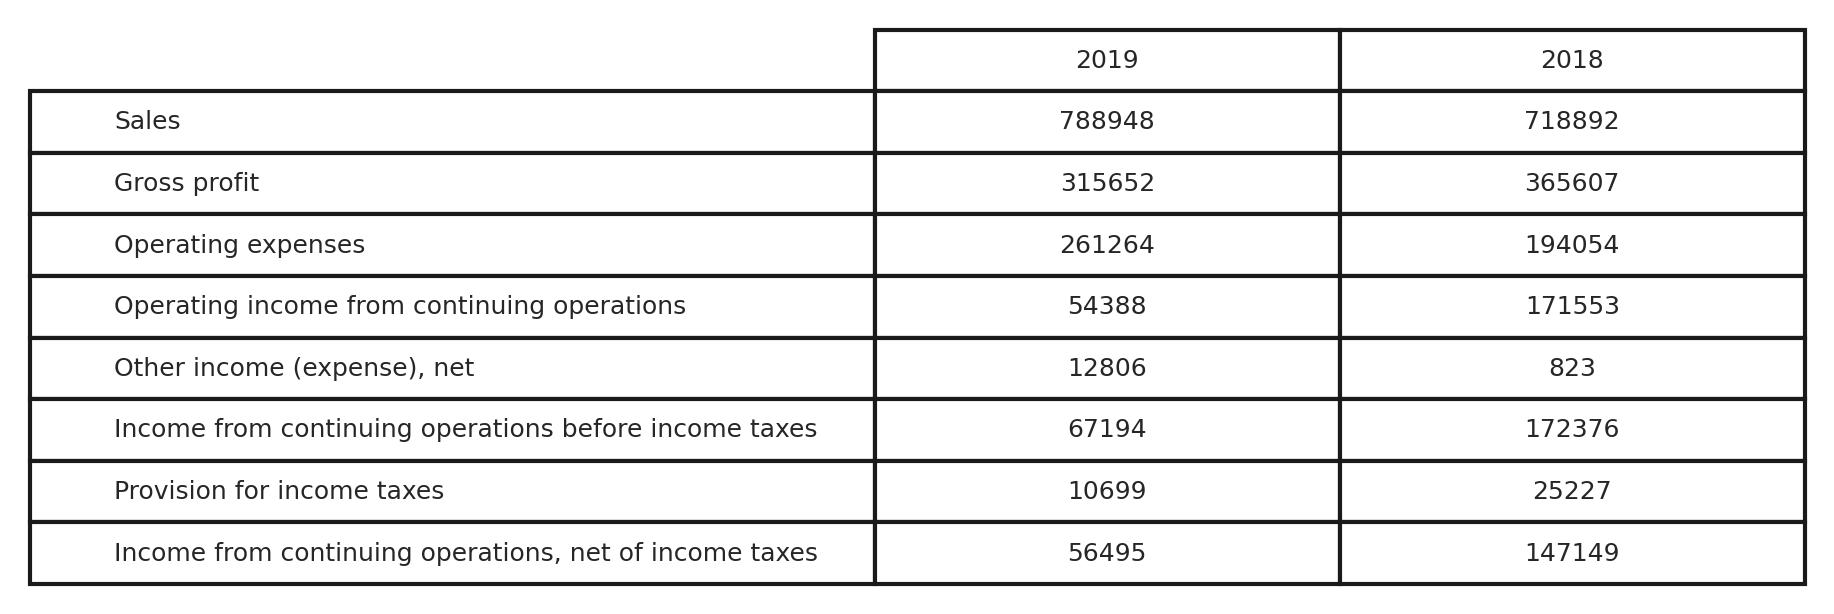 2019 2018
Sales 788948 718892
Gross profit 315652 365607
Operating expenses 261264 194054
Operating income from continuing operations 54388 171553
Other income (expense), net 12806 823
Income from continuing operations before income taxes 67194 172376
Provision for income taxes 10699 25227
Income from continuing operations, net of income taxes 56495 147149